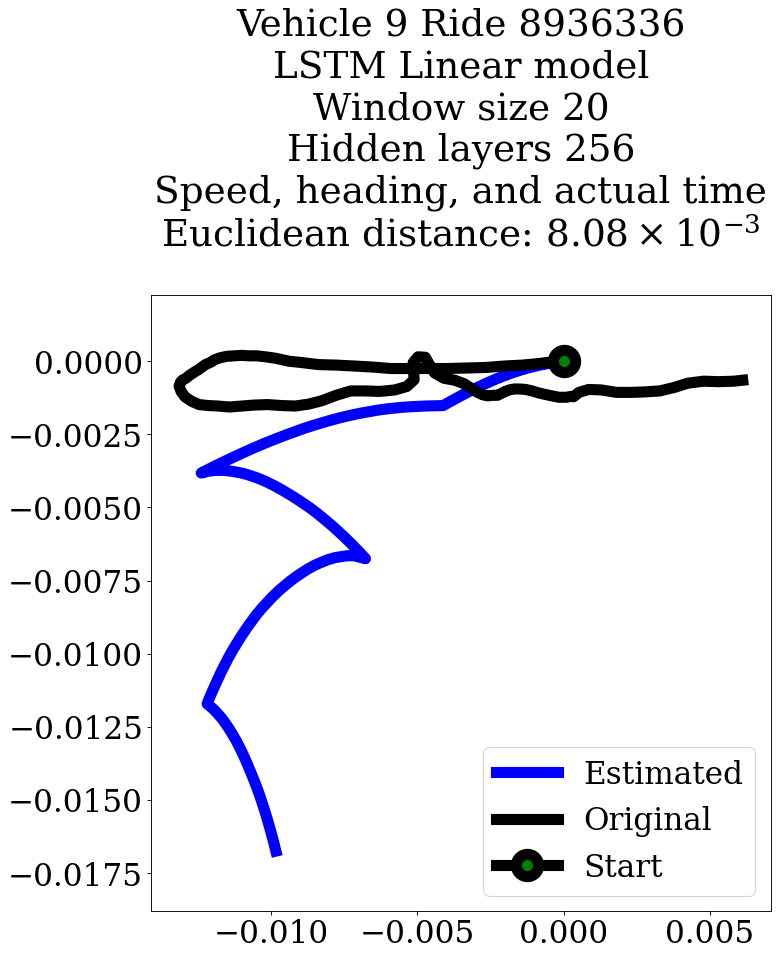 Vehicle 9 Ride 8936336
LSTM Linear model
Window size 20
Hidden layers 256
Speed, heading, and actual time
Euclidean distance: 8.08 × 10⁻³
0.0000
−0.0025
−0.0050
−0.0075
−0.0100
−0.0125
−0.0150
−0.0175
Estimated
Original
Start
−0.010 −0.005 0.000 0.005